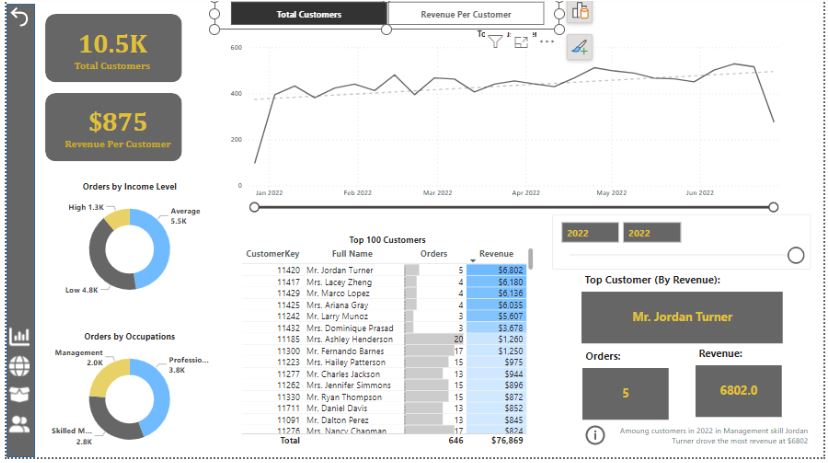 Total Customers
Revenue Per Customer
10.5K
Total Customers
$875
Revenue Per Customer
600
400
200
0
Jan 2022
Feb 2022
Mar 2022
Apr 2022
May 2022
Jun 2022
Orders by Income Level
High 1.3K
Average
5.5K
Low 4.8K
Orders by Occupations
Management
2.0K
Professio...
3.8K
Skilled M...
2.8K
Top 100 Customers
CustomerKey Full Name Orders Revenue
11420 Mr. Jordan Turner 5 $6,802
11417 Mrs. Lacey Zheng 4 $6,180
11429 Mr. Marco Lopez 4 $6,136
11425 Mrs. Ariana Gray 4 $6,035
11242 Mr. Larry Munoz 3 $5,607
11432 Mrs. Dominique Prasad 3 $3,678
11185 Mrs. Ashley Henderson 20 $1,260
11300 Mr. Fernando Barnes 17 $1,250
11223 Mrs. Hailey Patterson 15 $975
11277 Mr. Charles Jackson 13 $944
11262 Mrs. Jennifer Simmons 15 $896
11330 Mr. Ryan Thompson 15 $872
11711 Mr. Daniel Davis 13 $852
11091 Mr. Dalton Perez 13 $845
11276 Mrs. Nancy Chapman 17 $824
Total 646 $76,869
2022
2022
Top Customer (By Revenue):
Mr. Jordan Turner
Orders:
Revenue:
5
6802.0
Amoung customers in 2022 in Management skill Jordan
Turner drove the most revenue at $6802